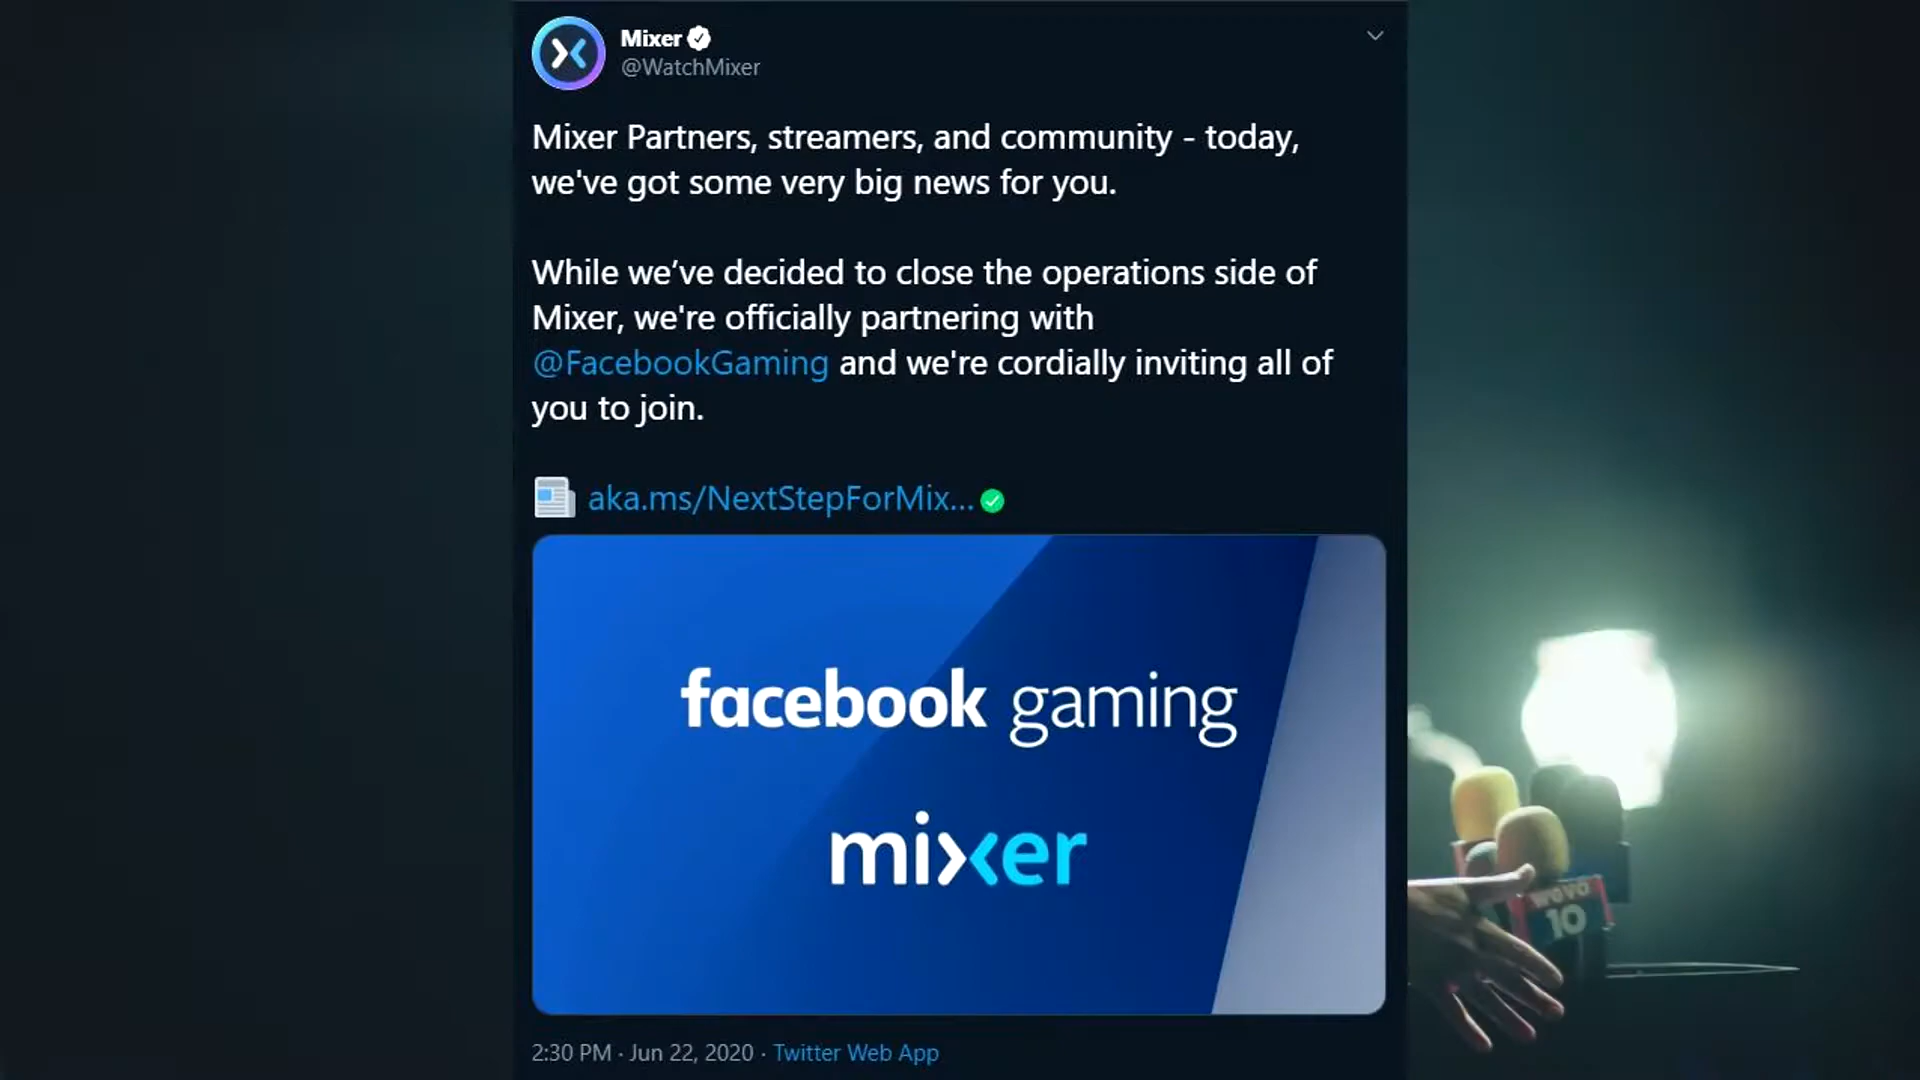 Mixer
@WatchMixer
Mixer Partners, streamers, and community - today,
we've got some very big news for you.
While we’ve decided to close the operations side of
Mixer, we're officially partnering with
@FacebookGaming and we're cordially inviting all of
you to join.
aka.ms/NextStepForMix...
facebook gaming
mixer
2:30 PM · Jun 22, 2020 · Twitter Web App
10